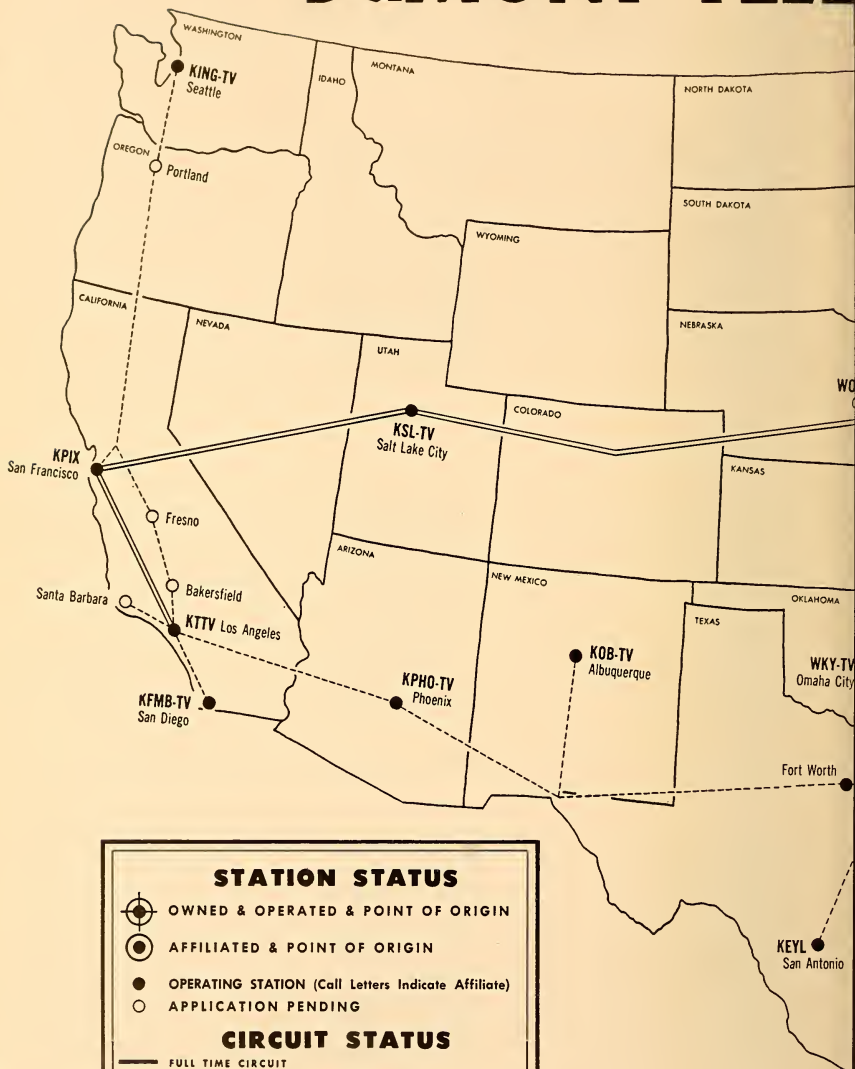 WASHINGTON
KING-TV
Seattle
IDAHO
MONTANA
NORTH DAKOTA
OREGON
Portland
SOUTH DAKOTA
WYOMING
CALIFORNIA
NEVADA
UTAH
NEBRASKA
WO
COLORADO
KSL-TV
Salt Lake City
KPIX
San Francisco
KANSAS
Fresno
ARIZONA
NEW MEXICO
Bakersfield
Santa Barbara
OKLAHOMA
TEXAS
KTTV Los Angeles
KOB-TV
Albuquerque
WKY-TV
Omaha City
KPHO-TV
Phoenix
KFMB-TV
San Diego
Fort Worth
KEYL
San Antonio
STATION STATUS
OWNED & OPERATED & POINT OF ORIGIN
AFFILIATED & POINT OF ORIGIN
OPERATING STATION (Call Letters Indicate Affiliate)
APPLICATION PENDING
CIRCUIT STATUS
FULL TIME CIRCUIT